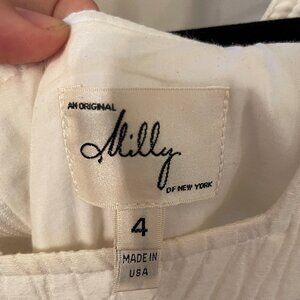 AN ORIGINAL
Milly
OF NEW YORK
4
MADE IN
USA